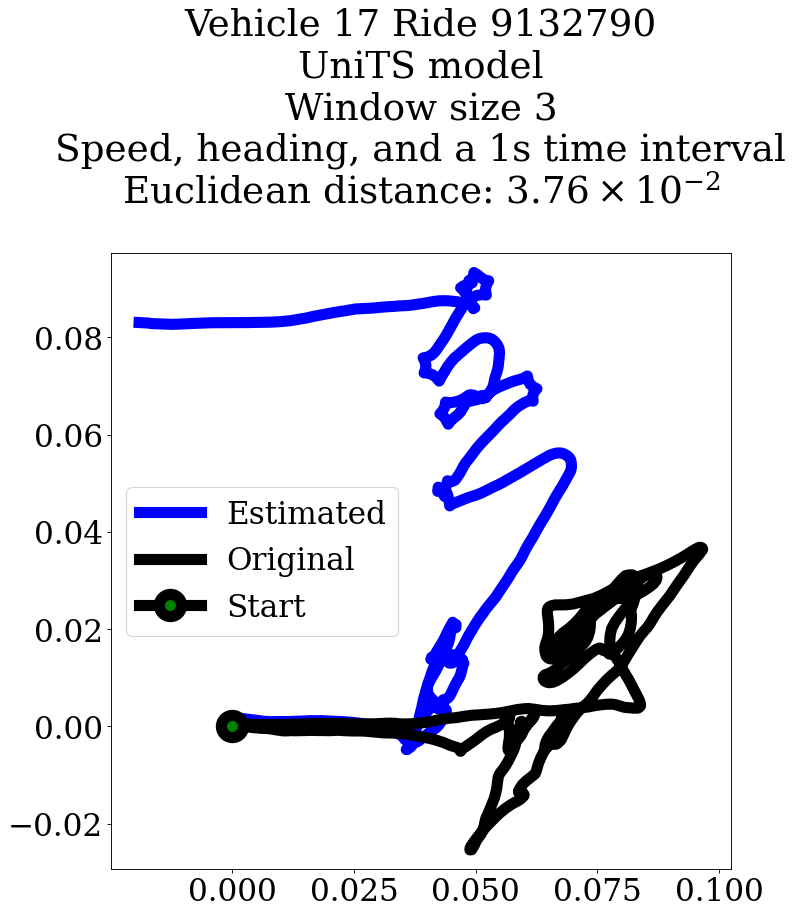 Vehicle 17 Ride 9132790
UniTS model
Window size 3
Speed, heading, and a 1s time interval
Euclidean distance: 3.76 × 10⁻²
0.08
0.06
0.04
0.02
0.00
−0.02
Estimated
Original
Start
0.000 0.025 0.050 0.075 0.100